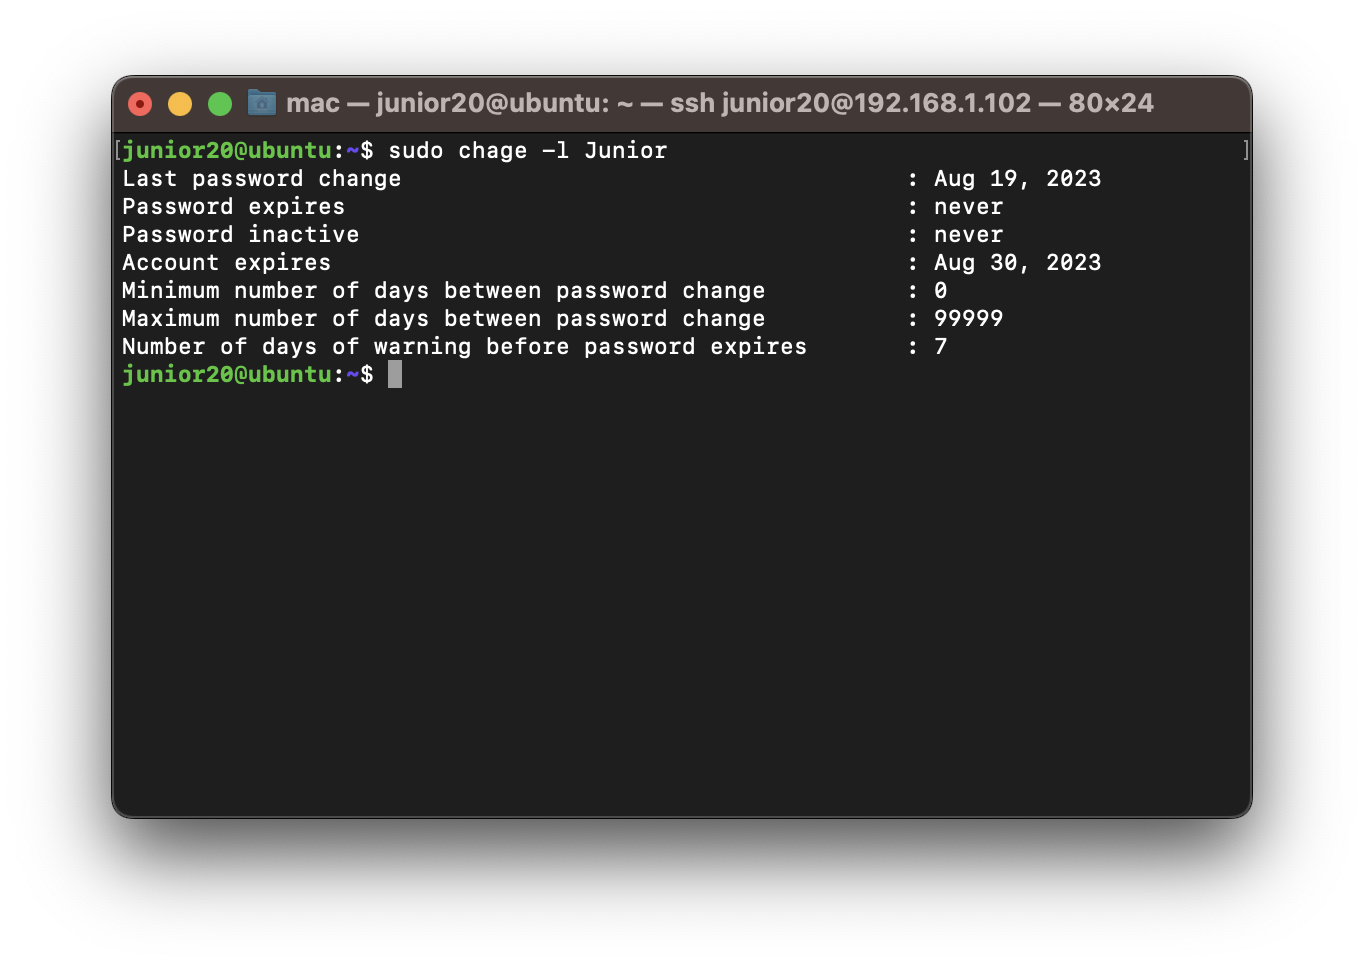 mac — junior20@ubuntu: ~ — ssh junior20@192.168.1.102 — 80×24
[junior20@ubuntu:~$ sudo chage -l Junior ]
Last password change : Aug 19, 2023
Password expires : never
Password inactive : never
Account expires : Aug 30, 2023
Minimum number of days between password change : 0
Maximum number of days between password change : 99999
Number of days of warning before password expires : 7
junior20@ubuntu:~$